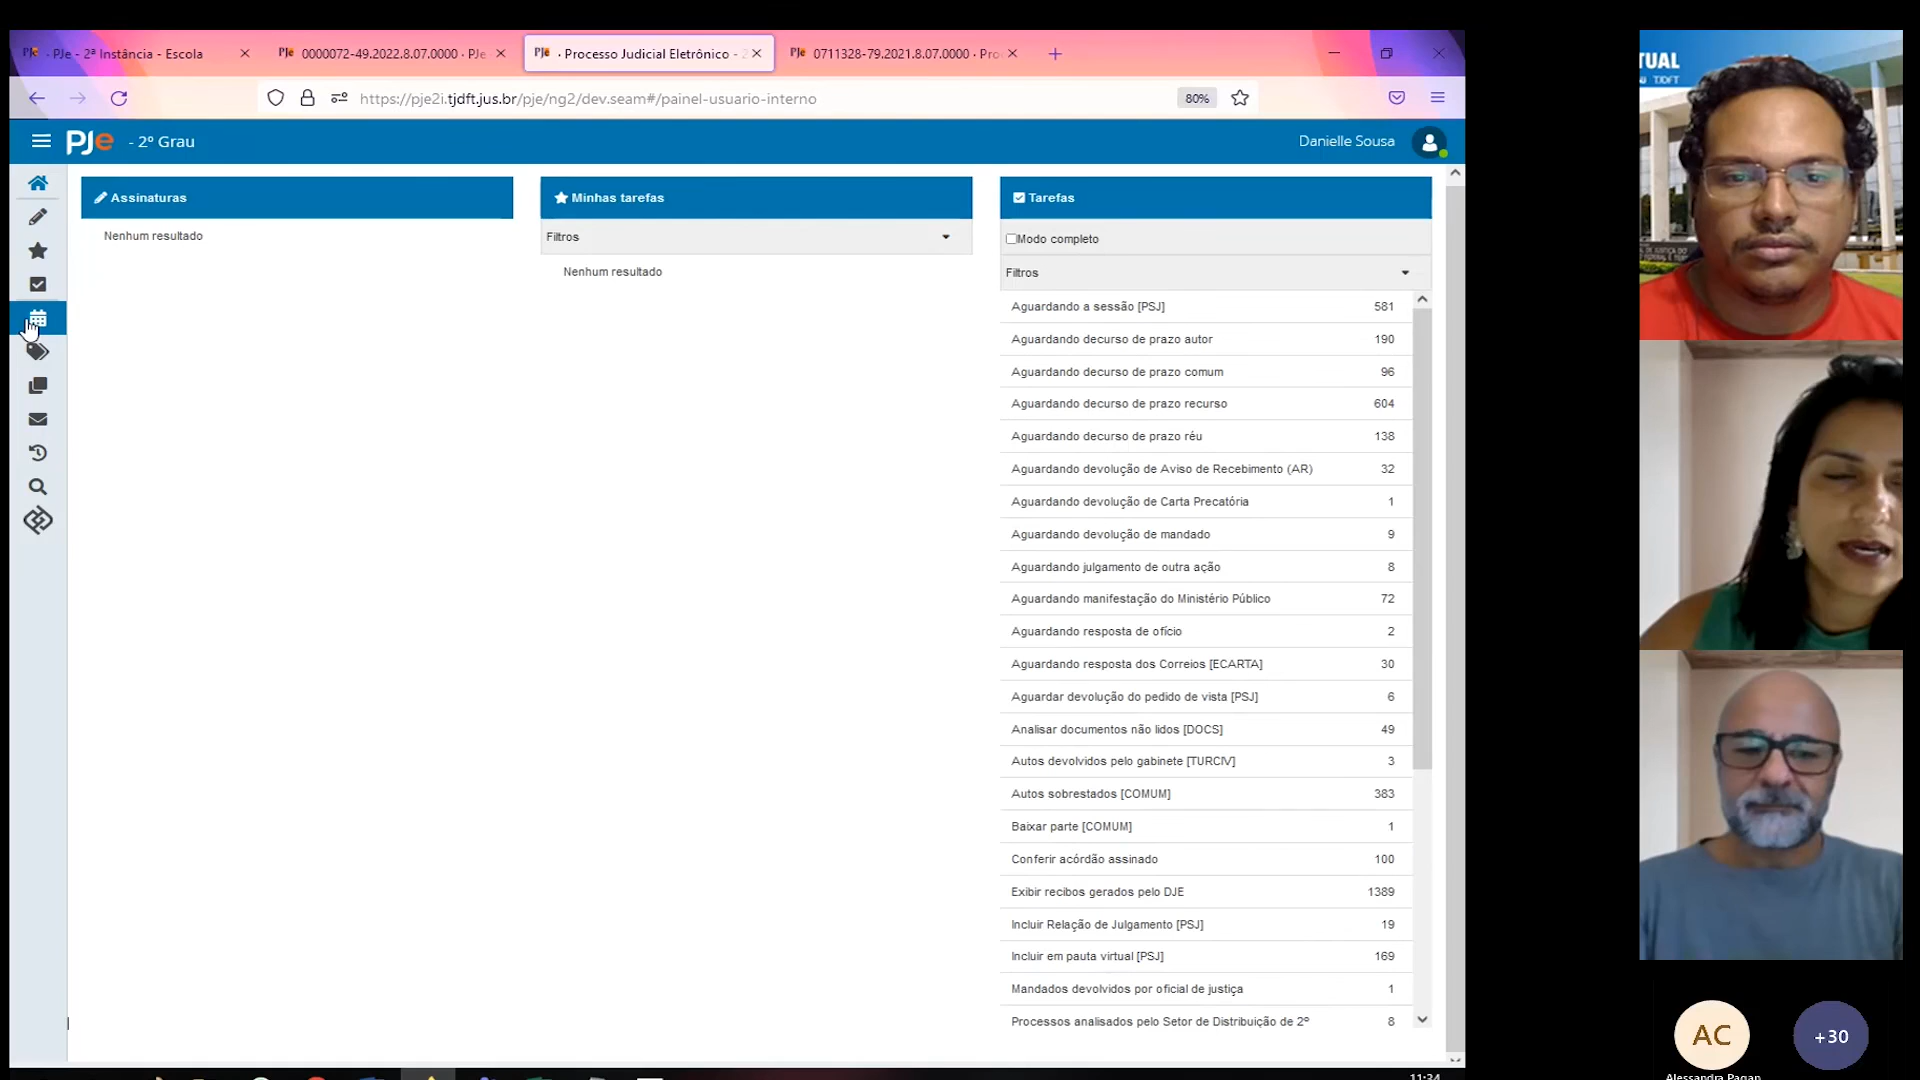 PJe · PJe - 2ª Instância - Escola
PJe 0000072-49.2022.8.07.0000 · PJe
PJe · Processo Judicial Eletrônico - 2
PJe 0711328-79.2021.8.07.0000 · Proc
https://pje2i.tjdft.jus.br/pje/ng2/dev.seam#/painel-usuario-interno
80%
PJe - 2º Grau
Danielle Sousa
Assinaturas
Nenhum resultado
Minhas tarefas
Filtros
Nenhum resultado
Tarefas
Modo completo
Filtros
Aguardando a sessão [PSJ] 581
Aguardando decurso de prazo autor 190
Aguardando decurso de prazo comum 96
Aguardando decurso de prazo recurso 604
Aguardando decurso de prazo réu 138
Aguardando devolução de Aviso de Recebimento (AR) 32
Aguardando devolução de Carta Precatória 1
Aguardando devolução de mandado 9
Aguardando julgamento de outra ação 8
Aguardando manifestação do Ministério Público 72
Aguardando resposta de ofício 2
Aguardando resposta dos Correios [ECARTA] 30
Aguardar devolução do pedido de vista [PSJ] 6
Analisar documentos não lidos [DOCS] 49
Autos devolvidos pelo gabinete [TURCIV] 3
Autos sobrestados [COMUM] 383
Baixar parte [COMUM] 1
Conferir acórdão assinado 100
Exibir recibos gerados pelo DJE 1389
Incluir Relação de Julgamento [PSJ] 19
Incluir em pauta virtual [PSJ] 169
Mandados devolvidos por oficial de justiça 1
Processos analisados pelo Setor de Distribuição de 2º 8
11:34
TUAL
TJDFT
AC
+30
Alessandra Pagan